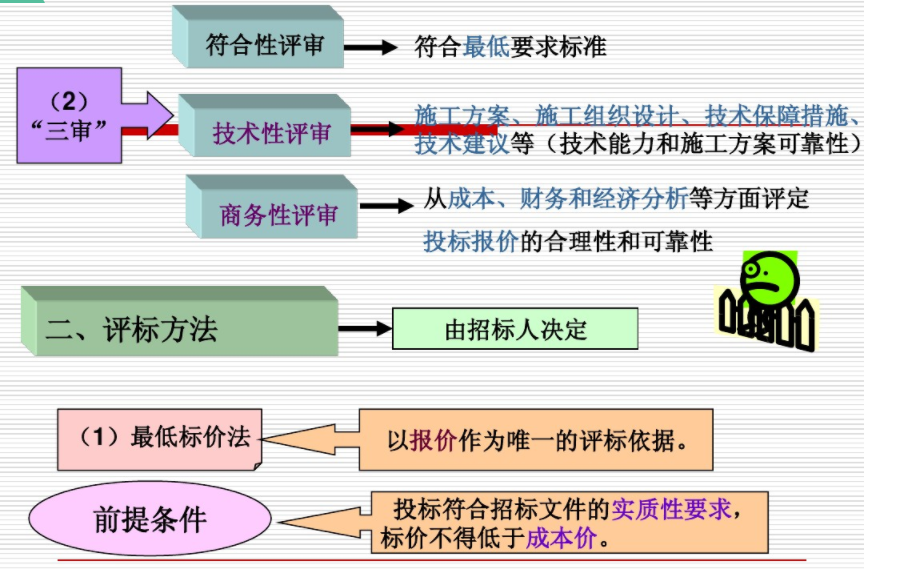 符合性评审
符合最低要求标准
（2）
“三审”
技术性评审
施工方案、施工组织设计、技术保障措施、
技术建议等（技术能力和施工方案可靠性）
商务性评审
从成本、财务和经济分析等方面评定
投标报价的合理性和可靠性
二、评标方法
由招标人决定
（1）最低标价法
以报价作为唯一的评标依据。
前提条件
投标符合招标文件的实质性要求，
标价不得低于成本价。